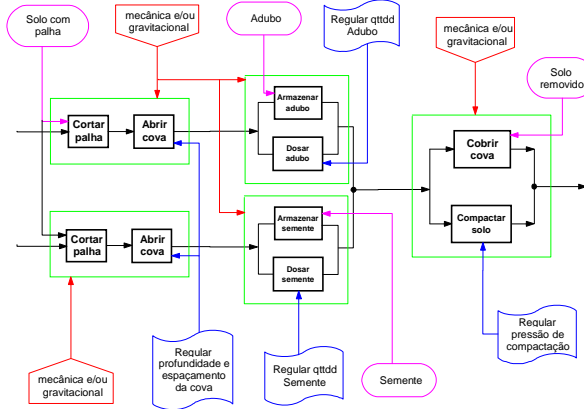 Solo com
palha
mecânica e/ou
gravitacional
Adubo
Regular qttdd
Adubo
mecânica e/ou
gravitacional
Solo
removido
Cortar
palha
Abrir
cova
Armazenar
adubo
Dosar
adubo
Cobrir
cova
Cortar
palha
Abrir
cova
Armazenar
semente
Dosar
semente
Compactar
solo
mecânica e/ou
gravitacional
Regular
profundidade e
espaçamento
da cova
Regular qttdd
Semente
Semente
Regular
pressão de
compactação